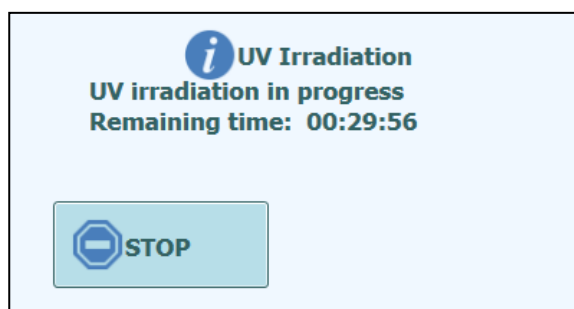 UV Irradiation
UV irradiation in progress
Remaining time: 00:29:56
STOP